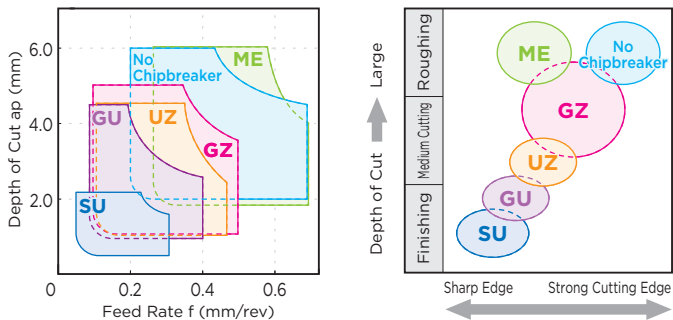 Depth of Cut ap (mm)
6.0
4.0
2.0
0
0.2
0.4
0.6
Feed Rate f (mm/rev)
No
Chipbreaker
ME
GU
UZ
GZ
SU
Depth of Cut
Large
Roughing
Medium Cutting
Finishing
ME
No
Chipbreaker
GZ
UZ
GU
SU
Sharp Edge
Strong Cutting Edge